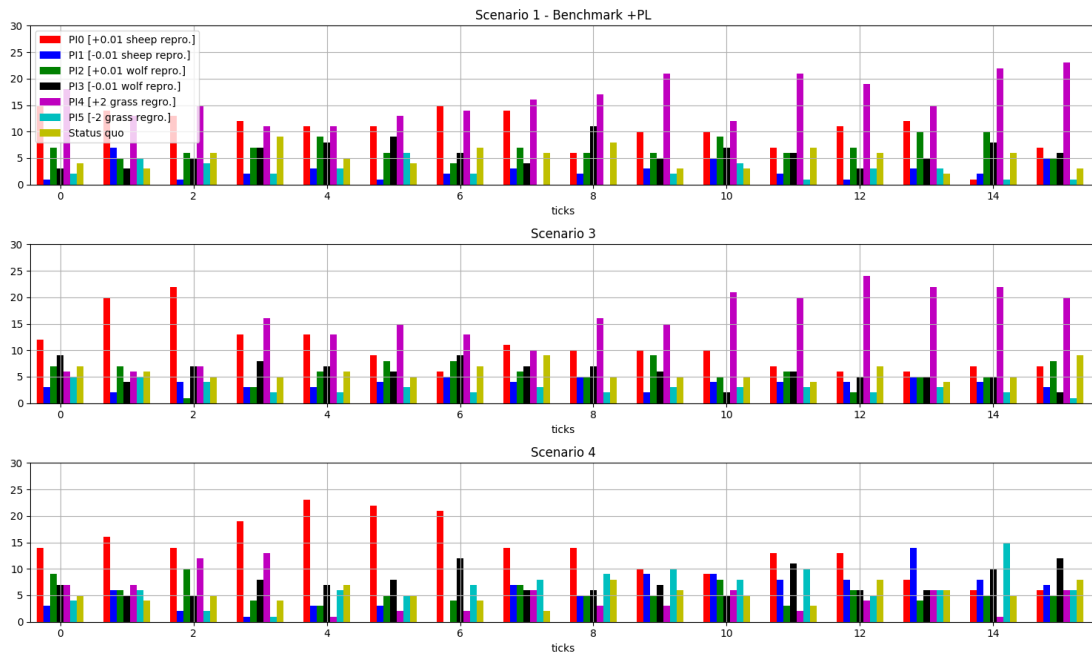 Scenario 1 - Benchmark +PL
30
25
20
15
10
5
0
PI0 [+0.01 sheep repro.]
PI1 [-0.01 sheep repro.]
PI2 [+0.01 wolf repro.]
PI3 [-0.01 wolf repro.]
PI4 [+2 grass regro.]
PI5 [-2 grass regro.]
Status quo
0 2 4 6 8 10 12 14
ticks
Scenario 3
30
25
20
15
10
5
0
0 2 4 6 8 10 12 14
ticks
Scenario 4
30
25
20
15
10
5
0
0 2 4 6 8 10 12 14
ticks